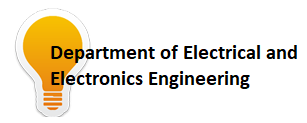 Department of Electrical and
Electronics Engineering